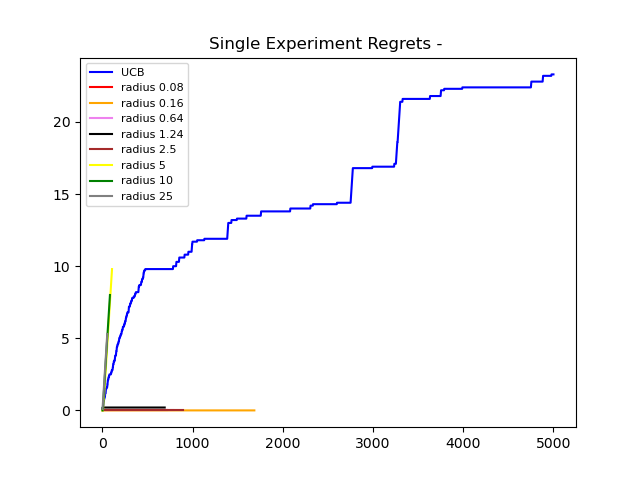 Single Experiment Regrets -
UCB
radius 0.08
radius 0.16
radius 0.64
radius 1.24
radius 2.5
radius 5
radius 10
radius 25
20
15
10
5
0
0 1000 2000 3000 4000 5000